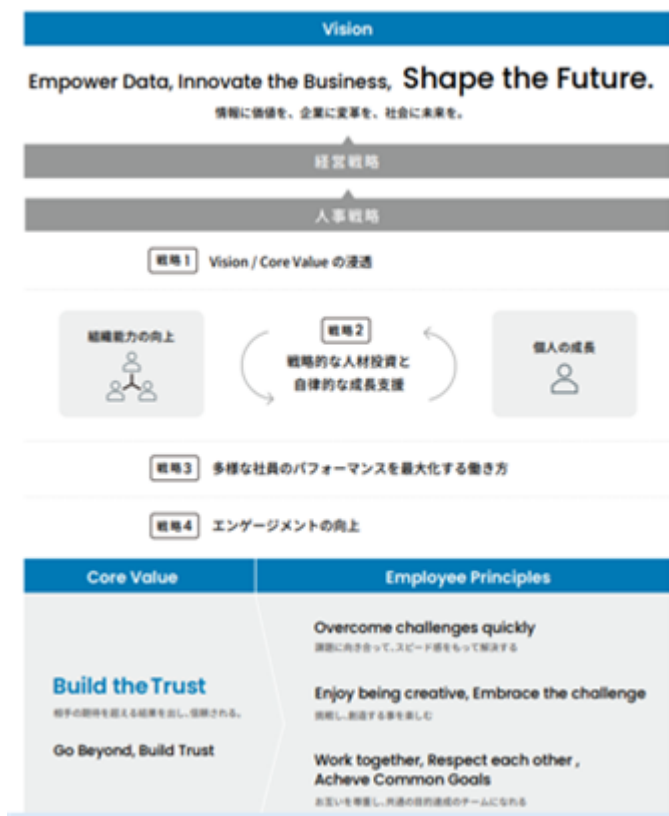 Vision
Empower Data, Innovate the Business, Shape the Future.
情報に価値を、企業に変革を、社会に未来を。
経営戦略
人事戦略
戦略1 Vision / Core Value の浸透
組織能力の向上
戦略2
戦略的な人材投資と
自律的な成長支援
個人の成長
戦略3 多様な社員のパフォーマンスを最大化する働き方
戦略4 エンゲージメントの向上
Core Value
Build the Trust
相手の期待を超える結果を出し、信頼される。
Go Beyond, Build Trust
Employee Principles
Overcome challenges quickly
課題に向き合って、スピード感をもって解決する
Enjoy being creative, Embrace the challenge
挑戦し、創造する事を楽しむ
Work together, Respect each other ,
Acheve Common Goals
お互いを尊重し、共通の目的達成のチームになれる